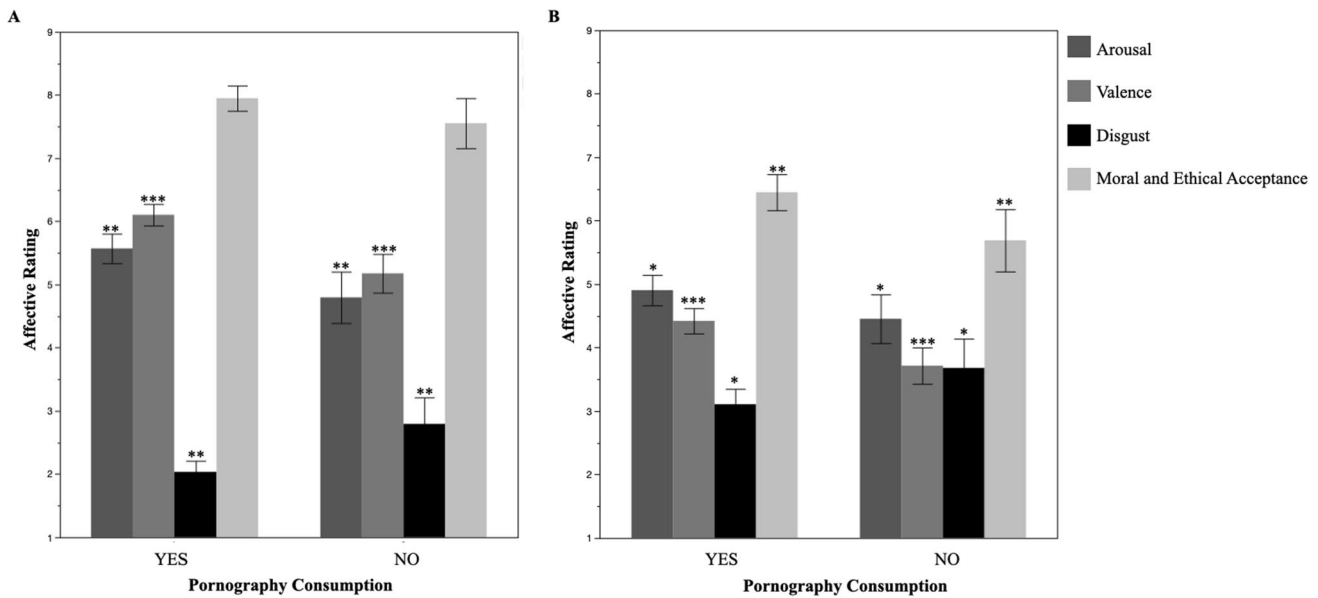 A
9
8
7
6
5
4
3
2
1
Affective Rating
** *** ** **
** *** **
YES NO
Pornography Consumption
B
9
8
7
6
5
4
3
2
1
Affective Rating
* *** * **
* *** * **
YES NO
Pornography Consumption
Arousal
Valence
Disgust
Moral and Ethical Acceptance